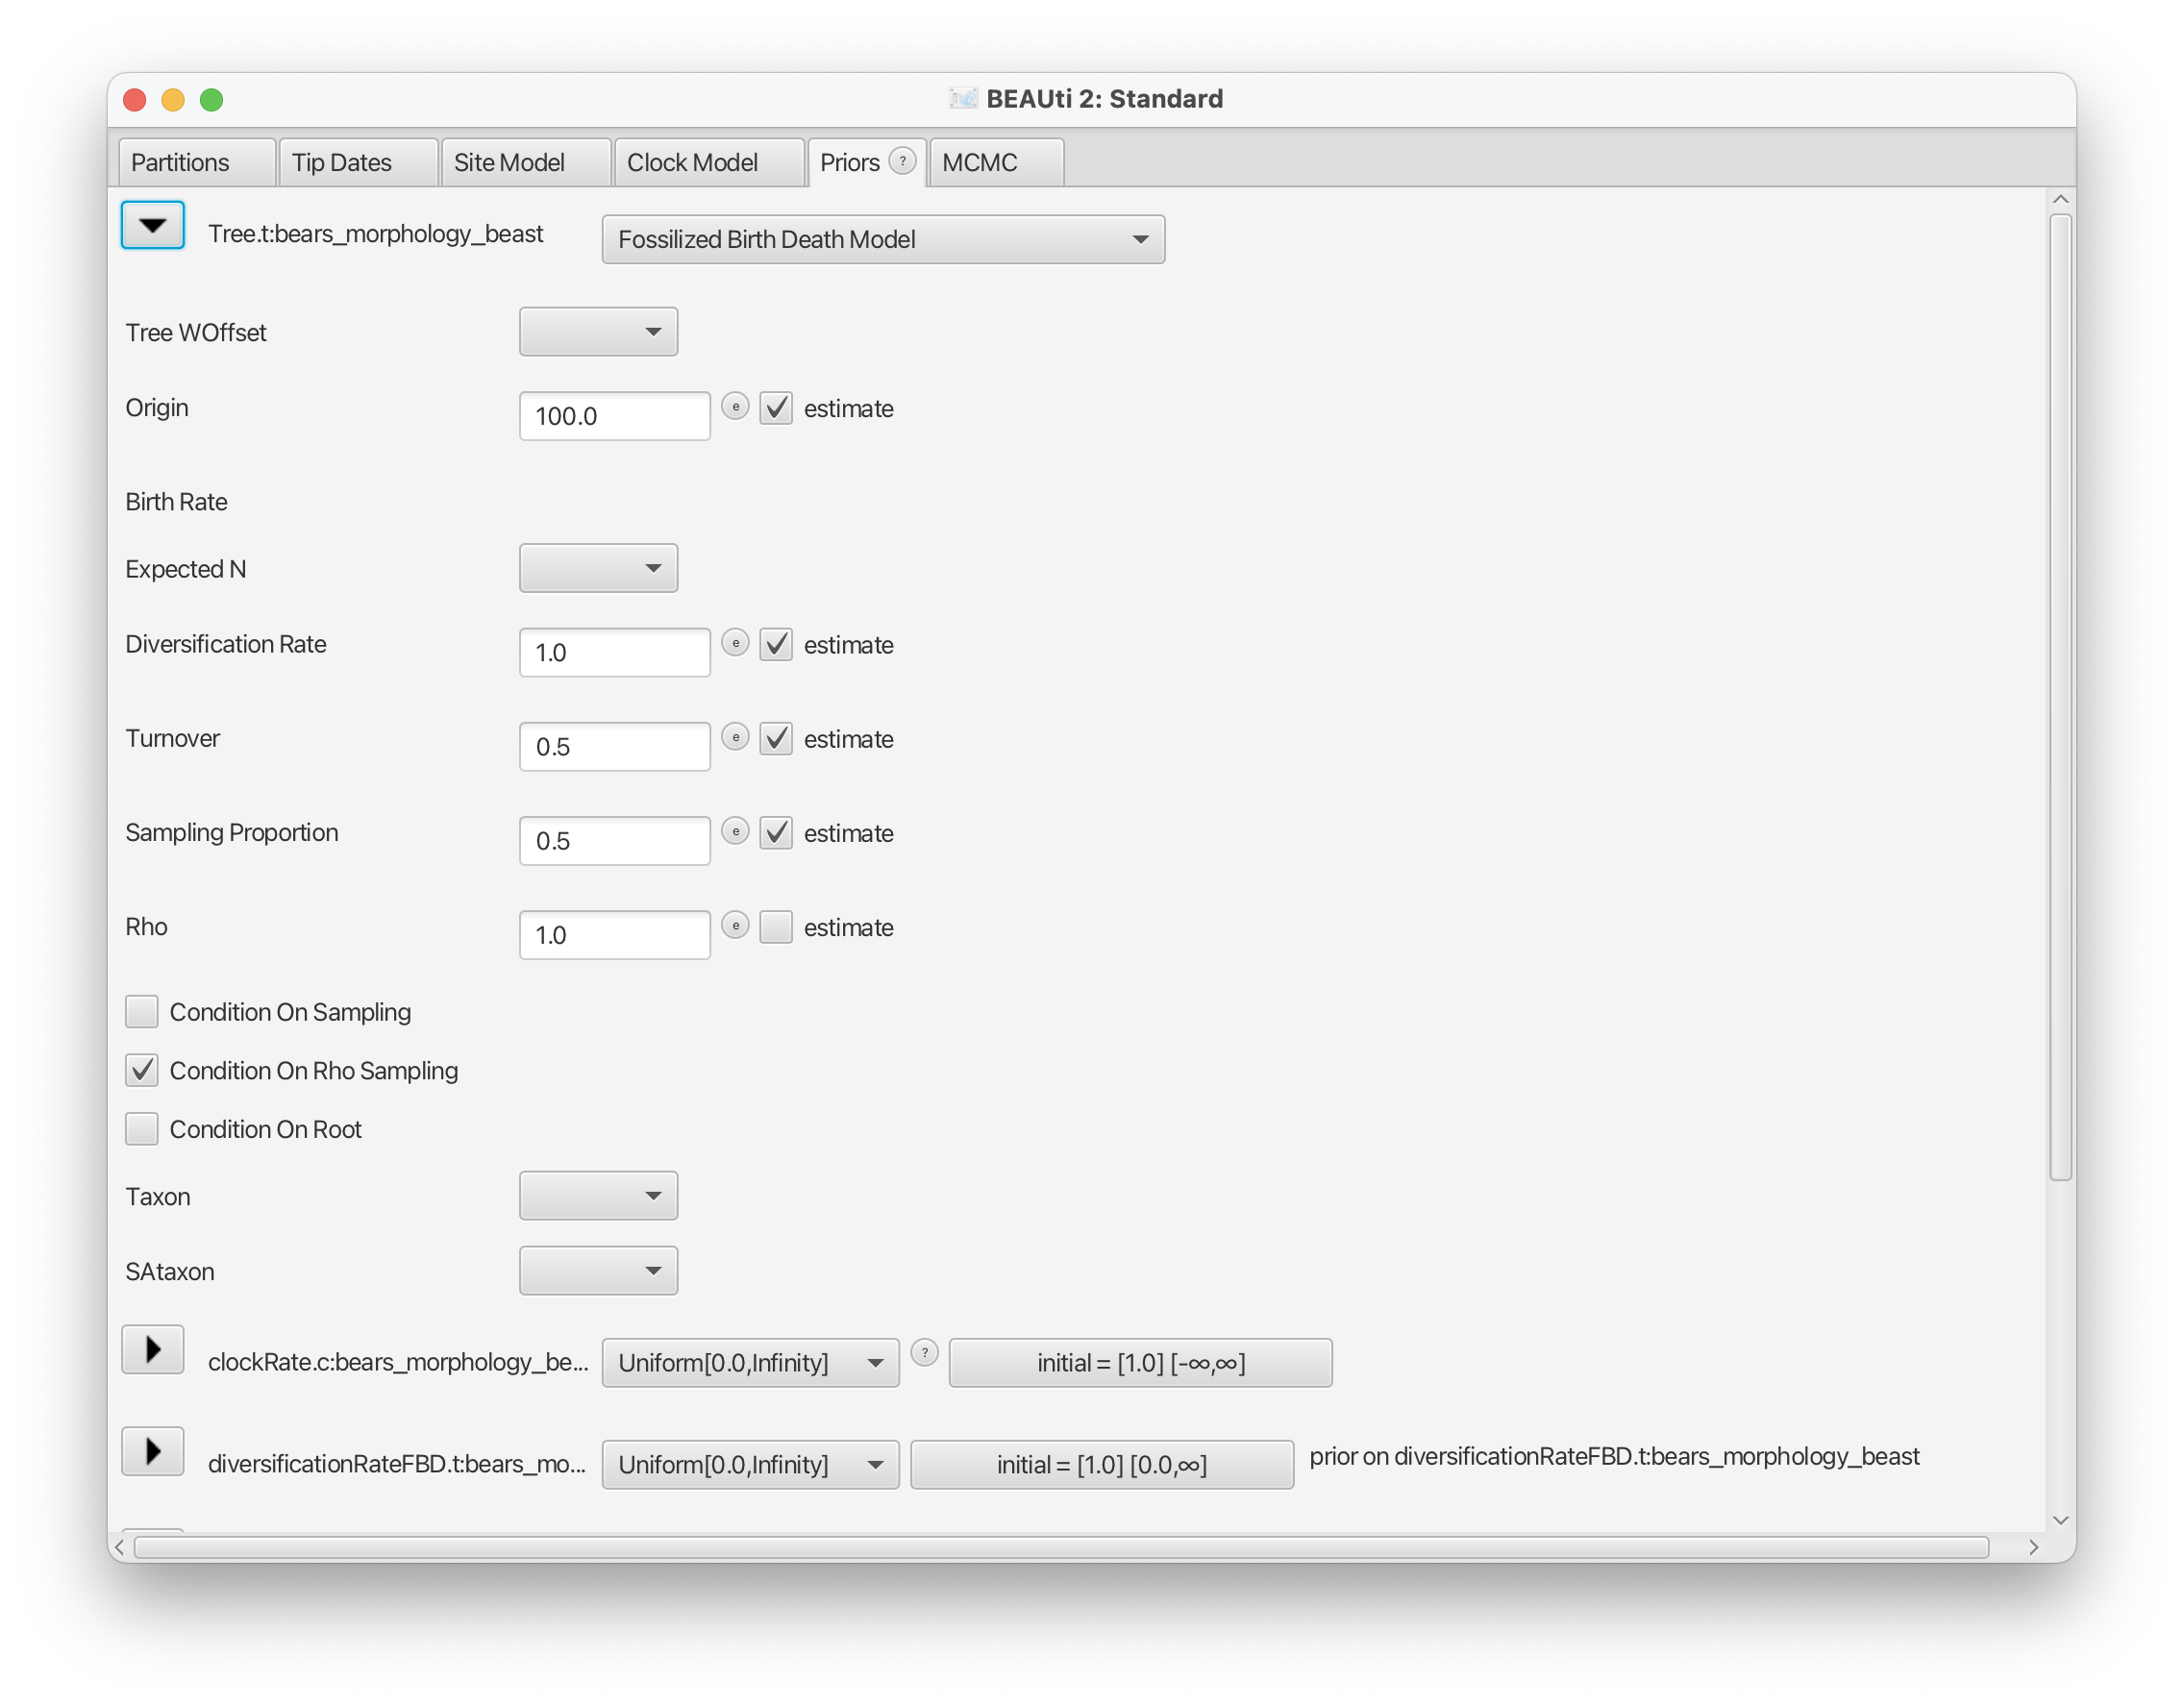 BEAUti 2: Standard
Partitions Tip Dates Site Model Clock Model Priors ? MCMC
Tree.t:bears_morphology_beast Fossilized Birth Death Model
Tree WOffset
Origin 100.0 e estimate
Birth Rate
Expected N
Diversification Rate 1.0 e estimate
Turnover 0.5 e estimate
Sampling Proportion 0.5 e estimate
Rho 1.0 e estimate
Condition On Sampling
Condition On Rho Sampling
Condition On Root
Taxon
SAtaxon
clockRate.c:bears_morphology_be... Uniform[0.0,Infinity] ? initial = [1.0] [-∞,∞]
diversificationRateFBD.t:bears_mo... Uniform[0.0,Infinity] initial = [1.0] [0.0,∞] prior on diversificationRateFBD.t:bears_morphology_beast